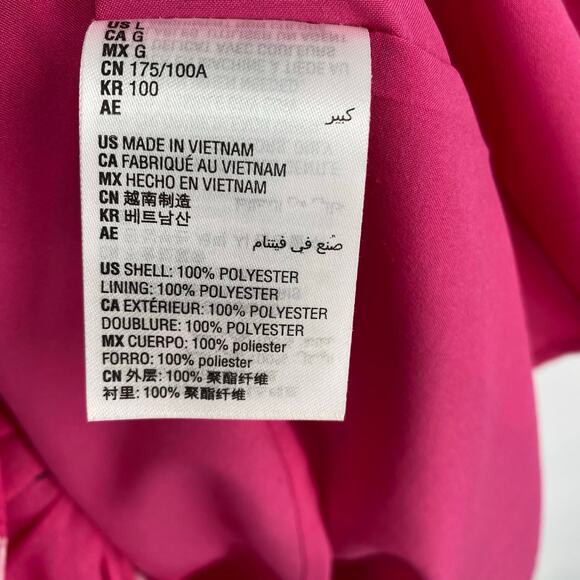 US L
CA G
MX G
CN 175/100A
KR 100
AE كبير
US MADE IN VIETNAM
CA FABRIQUÉ AU VIETNAM
MX HECHO EN VIETNAM
CN 越南制造
KR 베트남산
AE صنع في فيتنام
US SHELL: 100% POLYESTER
LINING: 100% POLYESTER
CA EXTÉRIEUR: 100% POLYESTER
DOUBLURE: 100% POLYESTER
MX CUERPO: 100% poliester
FORRO: 100% poliester
CN 外层: 100% 聚酯纤维
衬里: 100% 聚酯纤维